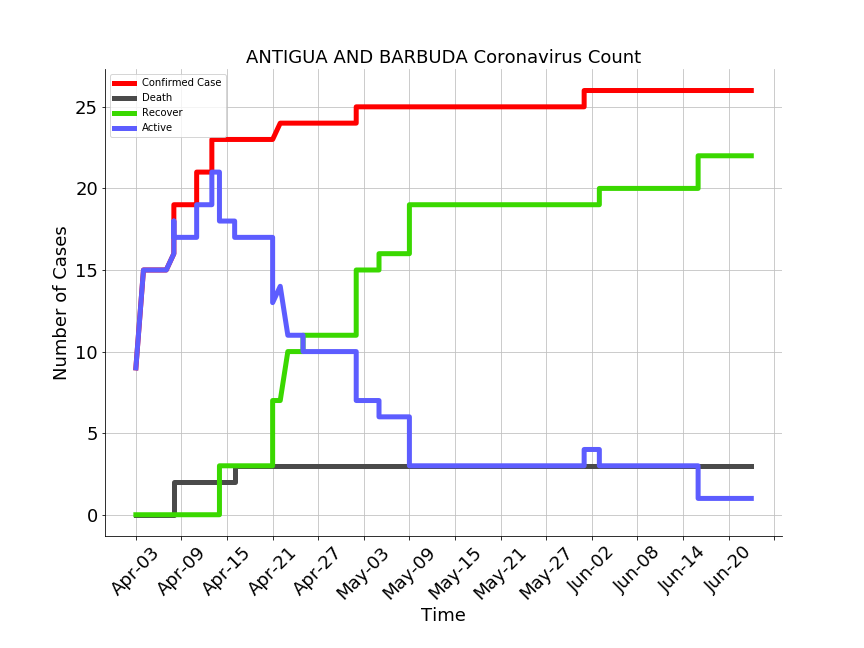 ANTIGUA AND BARBUDA Coronavirus Count
Confirmed Case
Death
Recover
Active
Number of Cases
25
20
15
10
5
0
Apr-03
Apr-09
Apr-15
Apr-21
Apr-27
May-03
May-09
May-15
May-21
May-27
Jun-02
Jun-08
Jun-14
Jun-20
Time